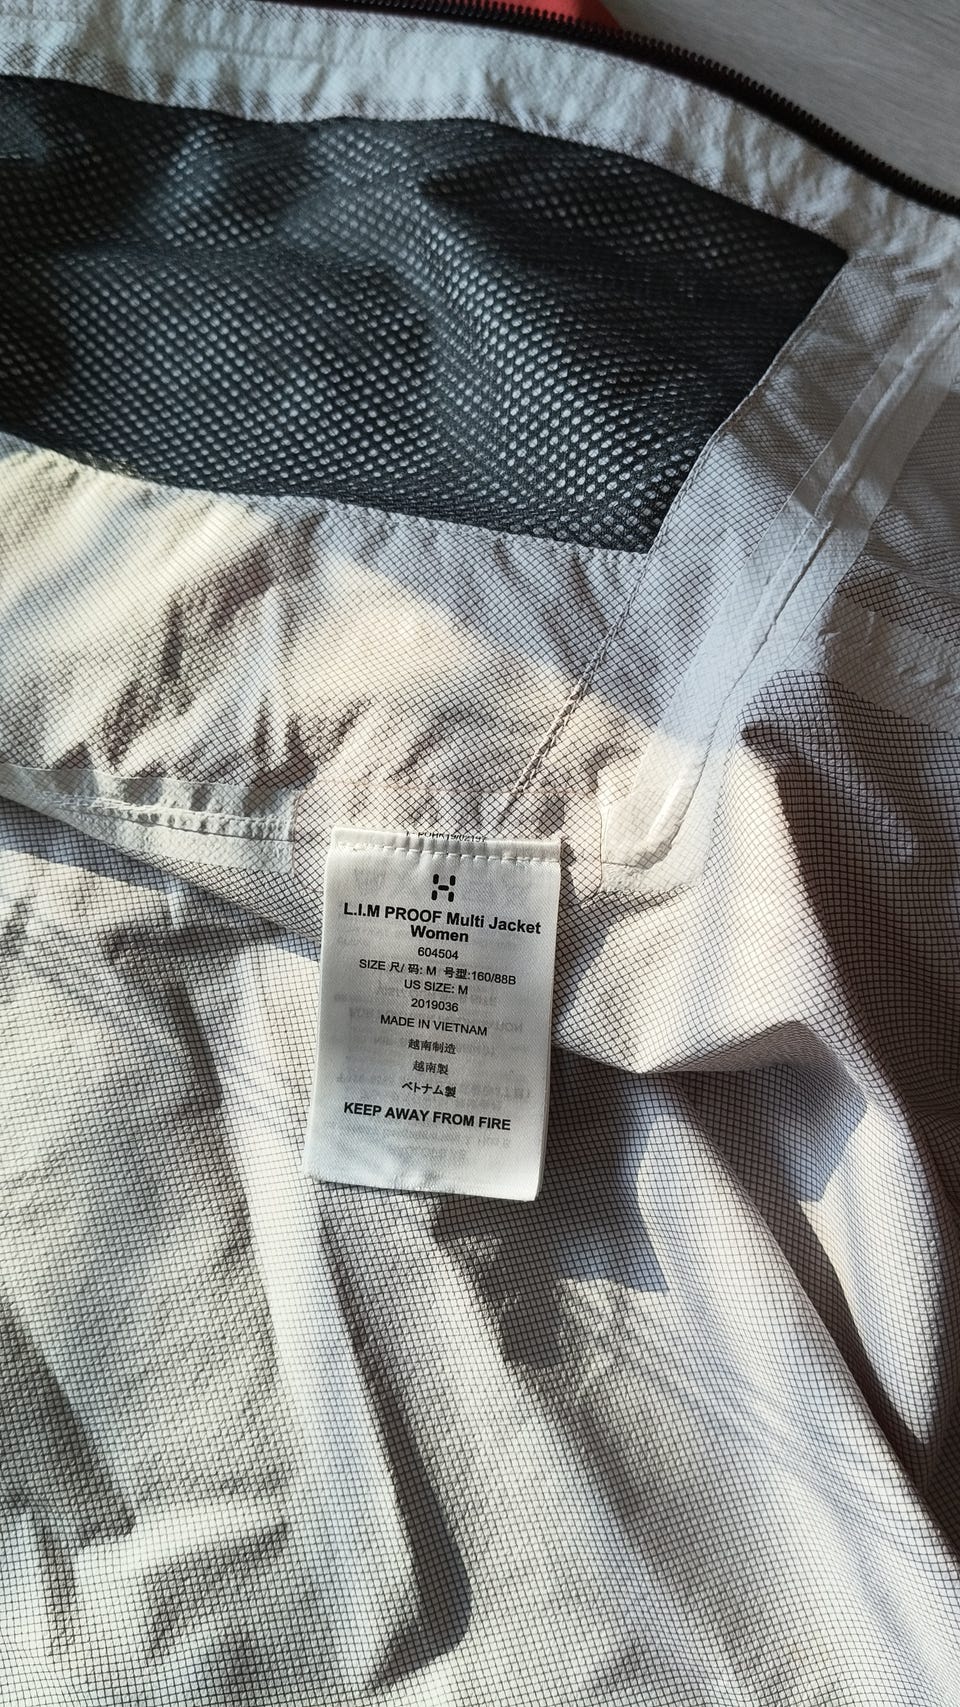 L.I.M PROOF Multi Jacket
Women
604504
SIZE 尺/ 码: M 号型:160/88B
US SIZE: M
2019036
MADE IN VIETNAM
越南制造
越南製
ベトナム製
KEEP AWAY FROM FIRE